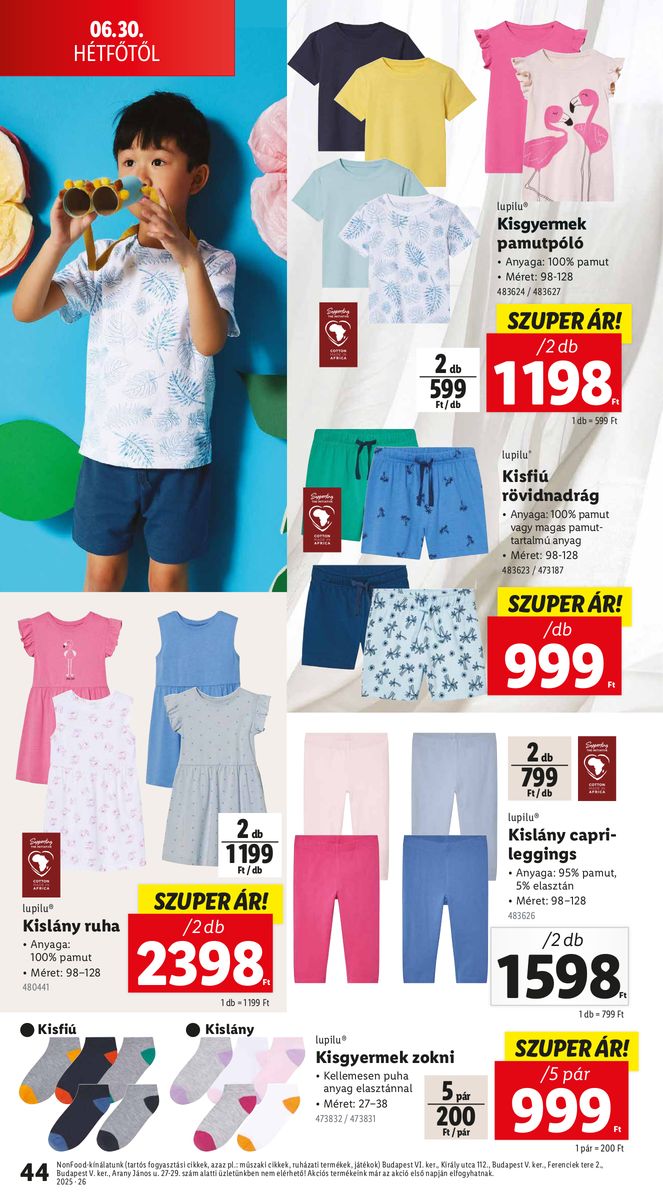 06.30.
HÉTFŐTŐL
lupilu®
Kisgyermek
pamutpóló
• Anyaga: 100% pamut
• Méret: 98-128
483624 / 483627
Supporting
THE INITIATIVE
COTTON
MADE IN
AFRICA
SZUPER ÁR!
2 db
599
Ft / db
/2 db
1198 Ft
1 db = 599 Ft
lupilu®
Kisfiú
rövidnadrág
• Anyaga: 100% pamut
vagy magas pamut-
tartalmú anyag
• Méret: 98-128
483623 / 473187
Supporting
THE INITIATIVE
COTTON
MADE IN
AFRICA
SZUPER ÁR!
/db
999 Ft
2 db
1199
Ft / db
Supporting
THE INITIATIVE
COTTON
MADE IN
AFRICA
lupilu®
Kislány ruha
• Anyaga:
100% pamut
• Méret: 98–128
480441
SZUPER ÁR!
/2 db
2398 Ft
1 db = 1199 Ft
2 db
799
Ft / db
Supporting
THE INITIATIVE
COTTON
MADE IN
AFRICA
lupilu®
Kislány capri-
leggings
• Anyaga: 95% pamut,
5% elasztán
• Méret: 98–128
483626
/2 db
1598 Ft
1 db = 799 Ft
Kisfiú
Kislány
lupilu®
Kisgyermek zokni
• Kellemesen puha
anyag elasztánnal
• Méret: 27–38
473832 / 473831
5 pár
200
Ft / pár
SZUPER ÁR!
/5 pár
999 Ft
1 pár = 200 Ft
44
NonFood-kínálatunk (tartós fogyasztási cikkek, azaz pl.: műszaki cikkek, ruházati termékek, játékok) Budapest VI. ker., Király utca 112., Budapest V. ker., Ferenciek tere 2.,
Budapest V. ker., Arany János u. 27-29. szám alatti üzletünkben nem elérhető! Akciós termékeink már az akció első napján elfogyhatnak.
2025 · 26